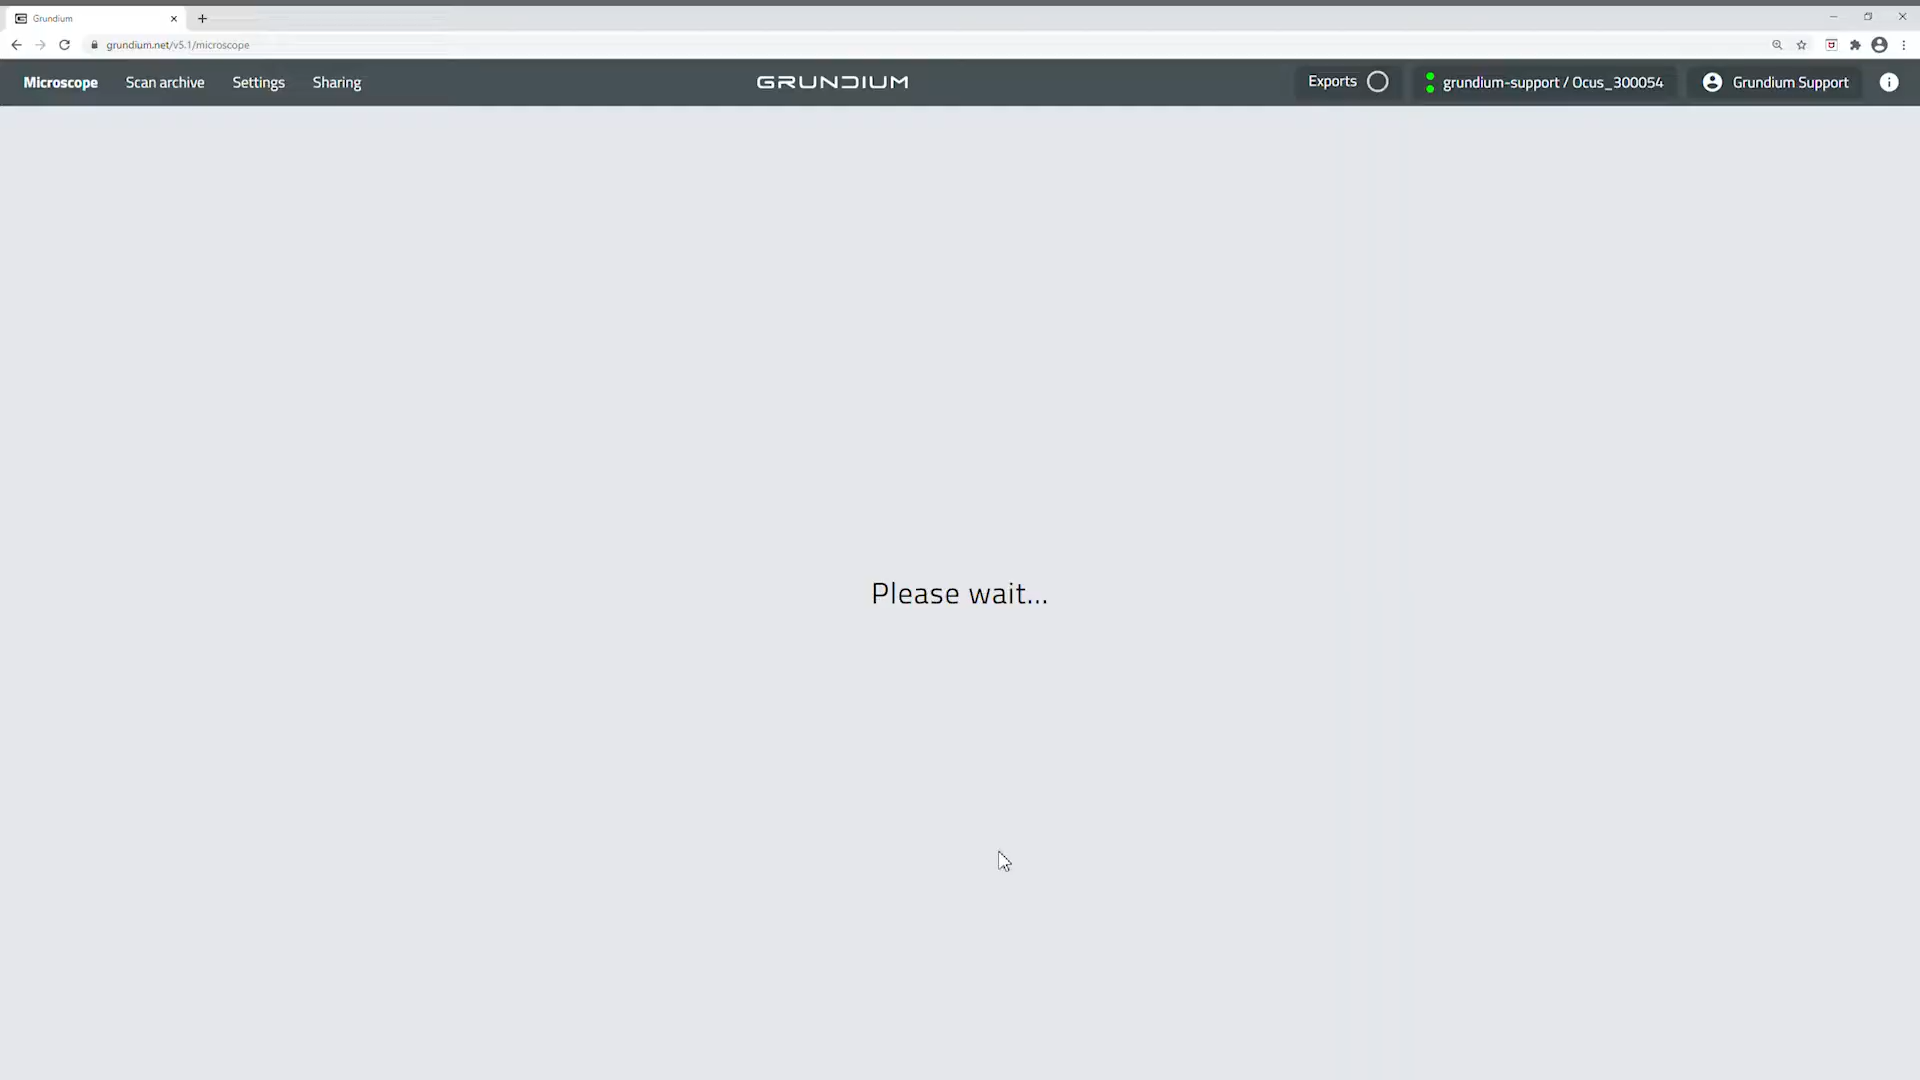 Grundium
grundium.net/v5.1/microscope
Microscope Scan archive Settings Sharing GRUNDIUM Exports grundium-support / Ocus_300054 Grundium Support
Please wait...